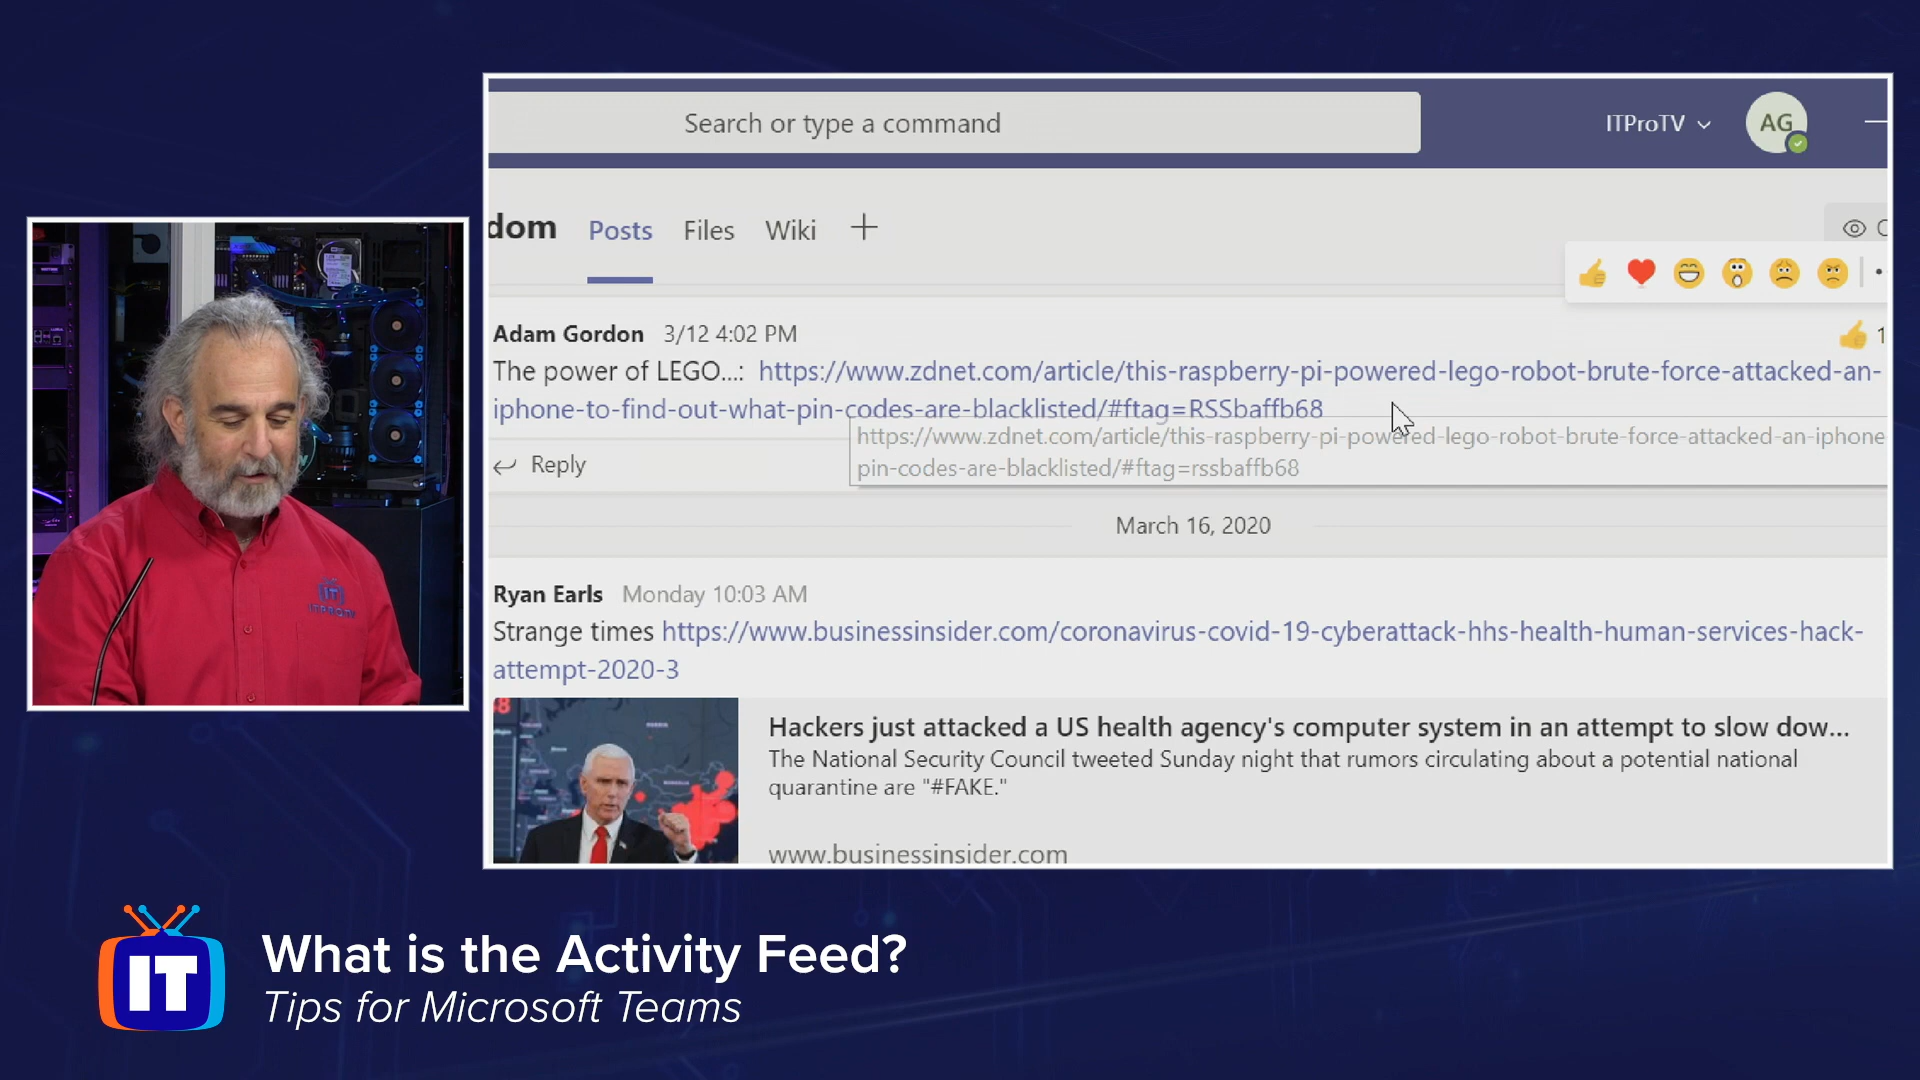 Search or type a command
ITProTV
AG
dom
Posts
Files
Wiki
Adam Gordon 3/12 4:02 PM
1
The power of LEGO...: https://www.zdnet.com/article/this-raspberry-pi-powered-lego-robot-brute-force-attacked-an-
iphone-to-find-out-what-pin-codes-are-blacklisted/#ftag=RSSbaffb68
https://www.zdnet.com/article/this-raspberry-pi-powered-lego-robot-brute-force-attacked-an-iphone
pin-codes-are-blacklisted/#ftag=rssbaffb68
Reply
March 16, 2020
Ryan Earls Monday 10:03 AM
Strange times https://www.businessinsider.com/coronavirus-covid-19-cyberattack-hhs-health-human-services-hack-
attempt-2020-3
Hackers just attacked a US health agency's computer system in an attempt to slow dow...
The National Security Council tweeted Sunday night that rumors circulating about a potential national
quarantine are "#FAKE."
www.businessinsider.com
IT
ITPROTV
IT
What is the Activity Feed?
Tips for Microsoft Teams